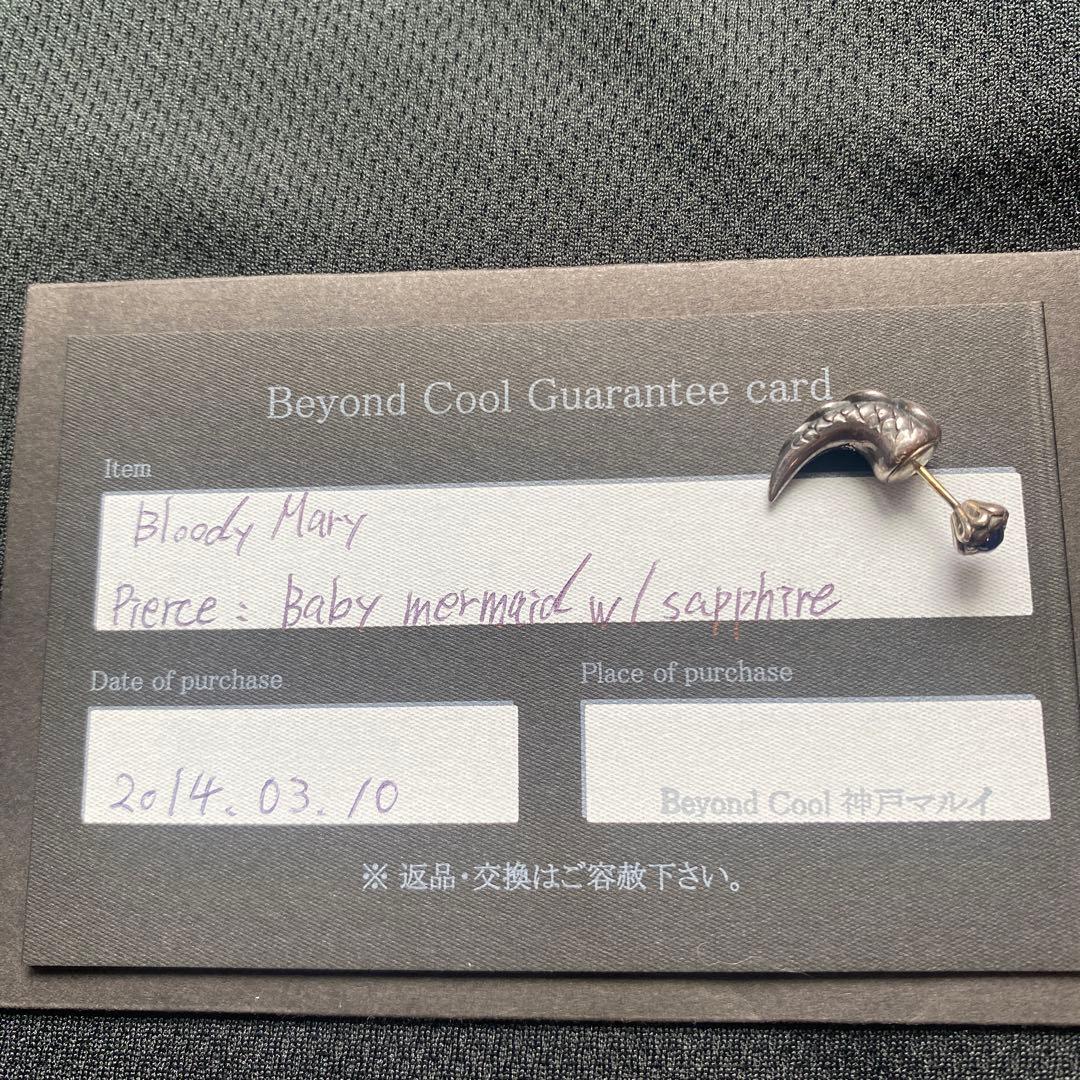 Beyond Cool Guarantee card
Item
Bloody Mary
Pierce: Baby mermaid w/ sapphire
Date of purchase
Place of purchase
2014.03.10
Beyond Cool 神戸マルイ
※ 返品・交換はご容赦下さい。